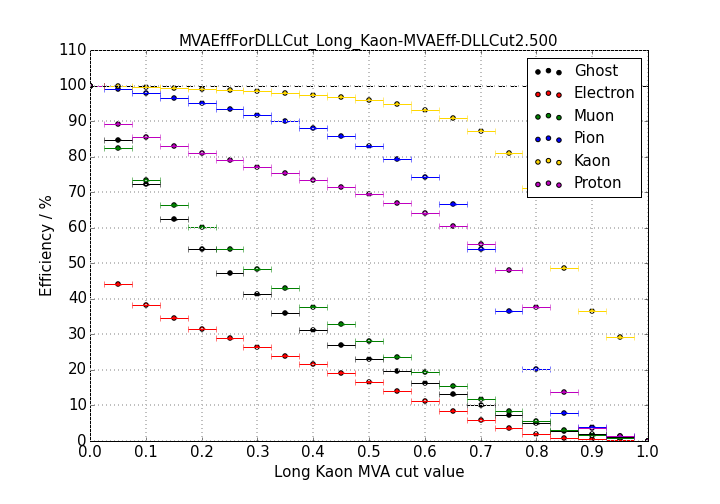 MVAEffForDLLCut_Long_Kaon-MVAEff-DLLCut2.500
110
100
90
80
70
60
50
40
30
20
10
0
Efficiency / %
Ghost
Electron
Muon
Pion
Kaon
Proton
0.0 0.1 0.2 0.3 0.4 0.5 0.6 0.7 0.8 0.9 1.0
Long Kaon MVA cut value